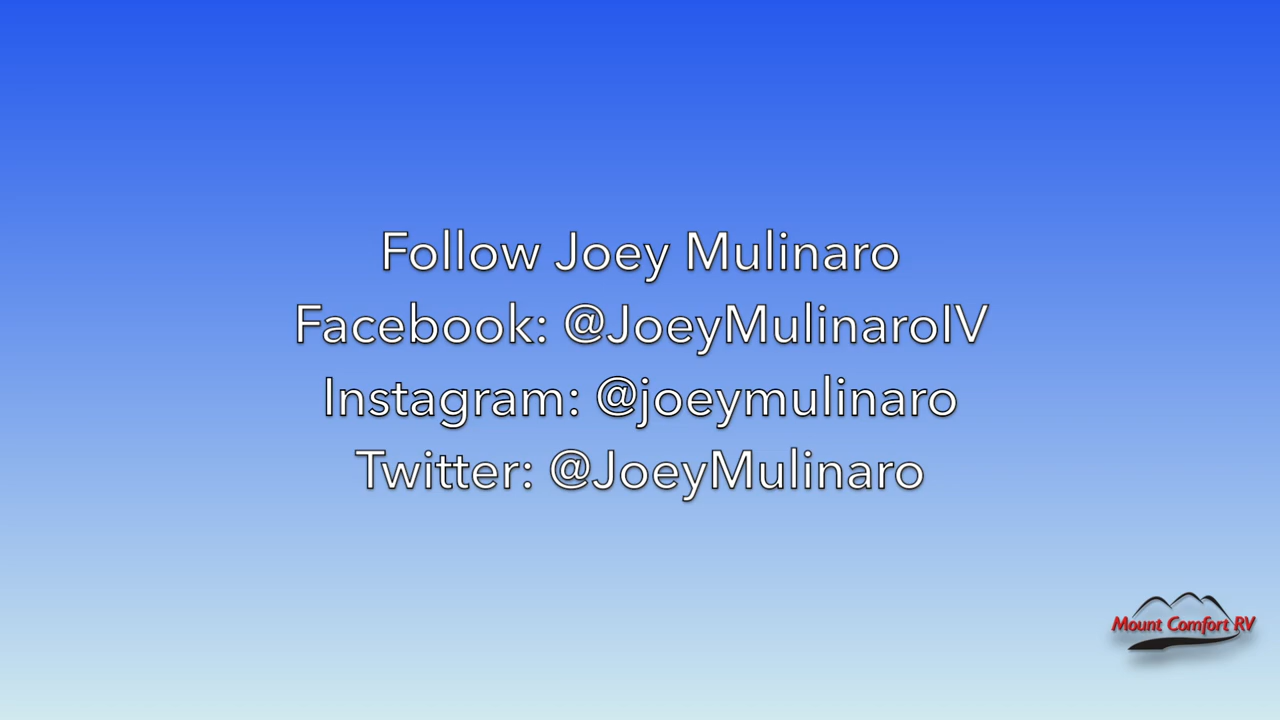 Follow Joey Mulinaro
Facebook: @JoeyMulinaroIV
Instagram: @joeymulinaro
Twitter: @JoeyMulinaro
Mount Comfort RV